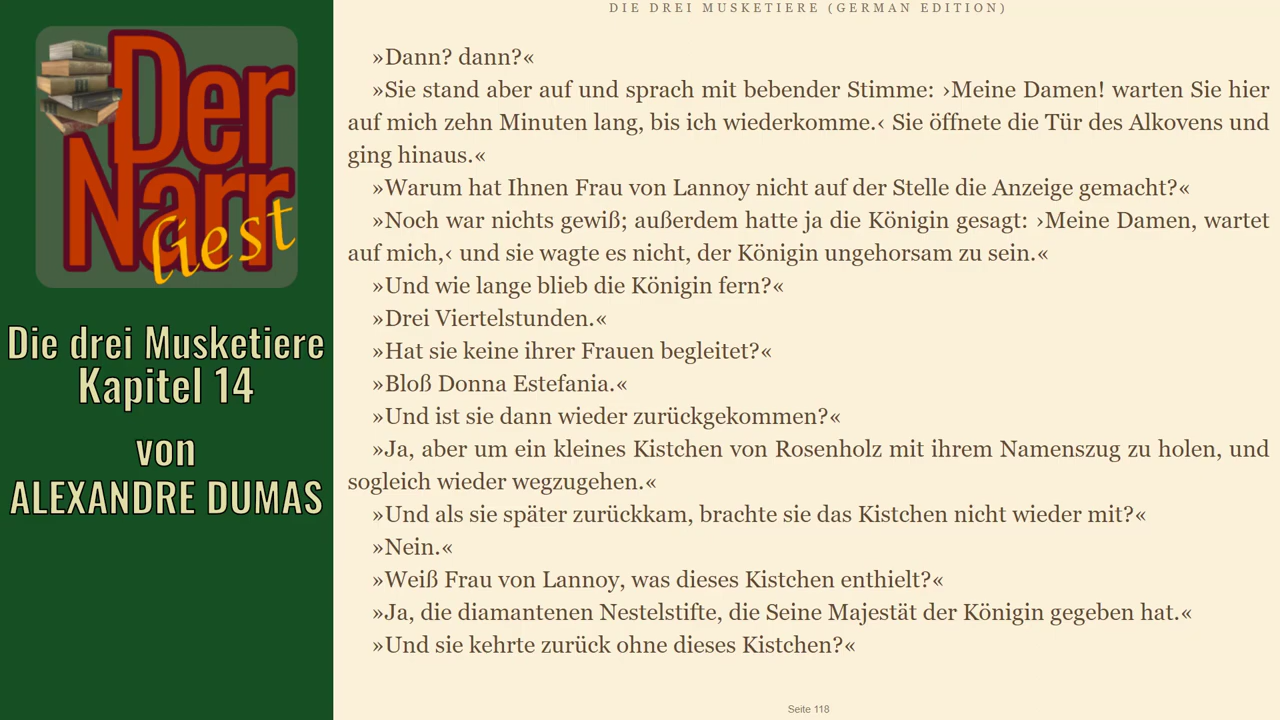 Der
Narr
liest
Die drei Musketiere
Kapitel 14
von
ALEXANDRE DUMAS
DIE DREI MUSKETIERE (GERMAN EDITION)
»Dann? dann?«
»Sie stand aber auf und sprach mit bebender Stimme: ›Meine Damen! warten Sie hier
auf mich zehn Minuten lang, bis ich wiederkomme.‹ Sie öffnete die Tür des Alkovens und
ging hinaus.«
»Warum hat Ihnen Frau von Lannoy nicht auf der Stelle die Anzeige gemacht?«
»Noch war nichts gewiß; außerdem hatte ja die Königin gesagt: ›Meine Damen, wartet
auf mich,‹ und sie wagte es nicht, der Königin ungehorsam zu sein.«
»Und wie lange blieb die Königin fern?«
»Drei Viertelstunden.«
»Hat sie keine ihrer Frauen begleitet?«
»Bloß Donna Estefania.«
»Und ist sie dann wieder zurückgekommen?«
»Ja, aber um ein kleines Kistchen von Rosenholz mit ihrem Namenszug zu holen, und
sogleich wieder wegzugehen.«
»Und als sie später zurückkam, brachte sie das Kistchen nicht wieder mit?«
»Nein.«
»Weiß Frau von Lannoy, was dieses Kistchen enthielt?«
»Ja, die diamantenen Nestelstifte, die Seine Majestät der Königin gegeben hat.«
»Und sie kehrte zurück ohne dieses Kistchen?«
Seite 118